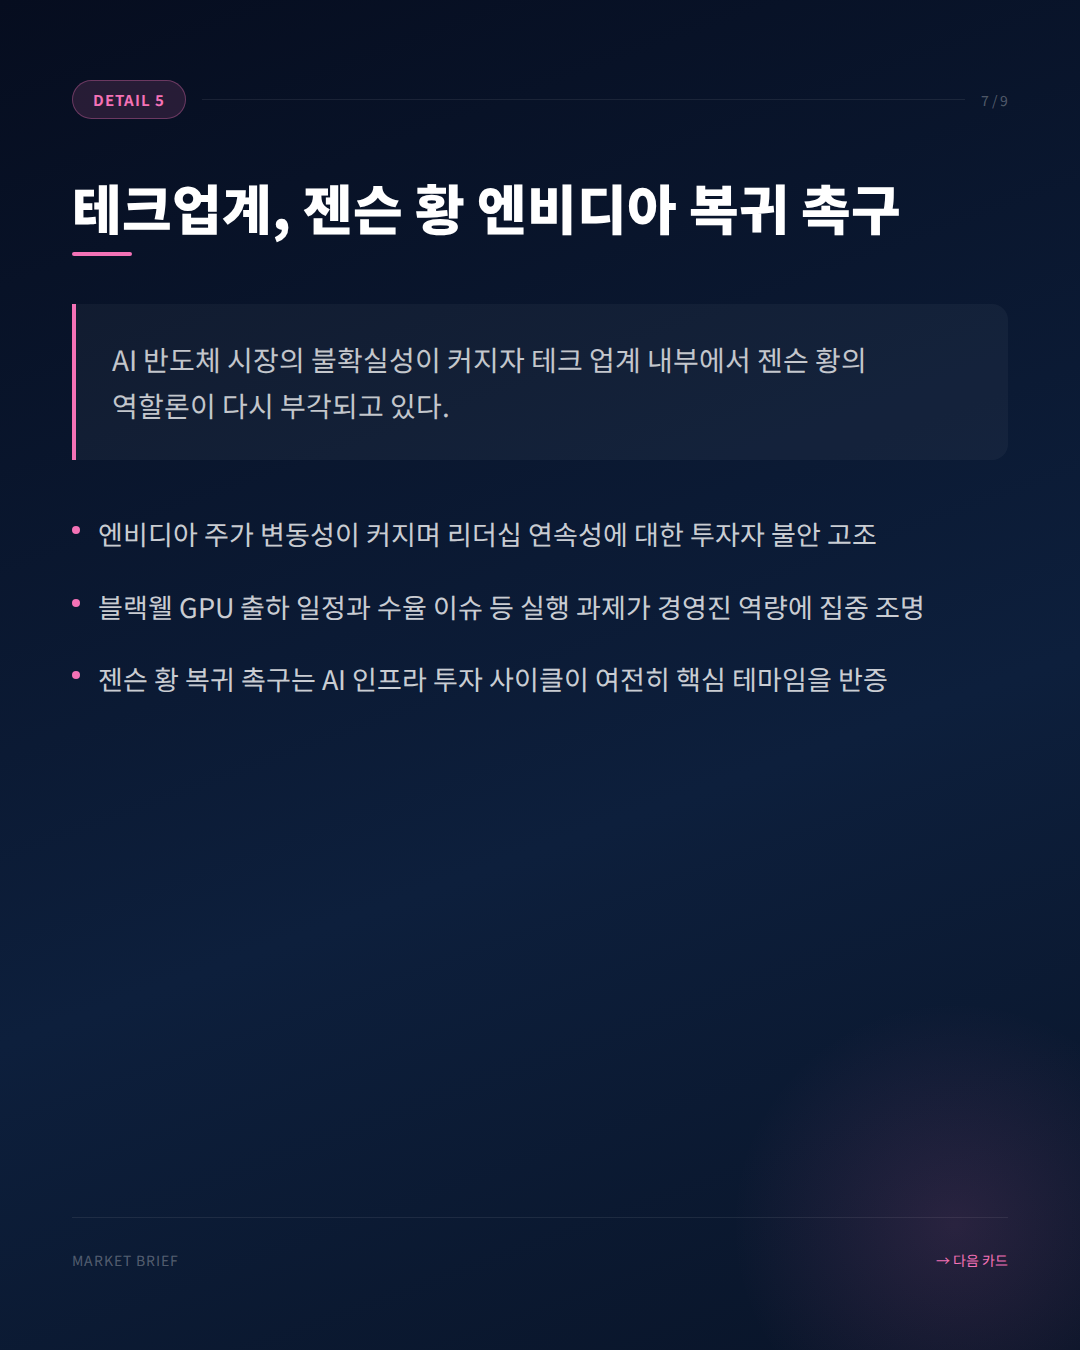 DETAIL 5
7 / 9
테크업계, 젠슨 황 엔비디아 복귀 촉구
AI 반도체 시장의 불확실성이 커지자 테크 업계 내부에서 젠슨 황의
역할론이 다시 부각되고 있다.
엔비디아 주가 변동성이 커지며 리더십 연속성에 대한 투자자 불안 고조
블랙웰 GPU 출하 일정과 수율 이슈 등 실행 과제가 경영진 역량에 집중 조명
젠슨 황 복귀 촉구는 AI 인프라 투자 사이클이 여전히 핵심 테마임을 반증
MARKET BRIEF
→ 다음 카드